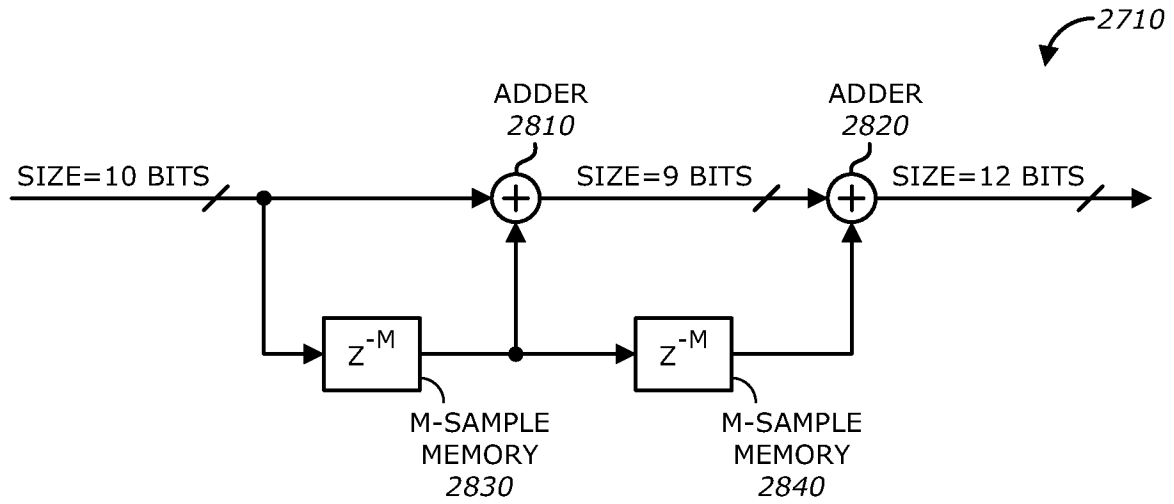 2710
ADDER
2810
ADDER
2820
SIZE=10 BITS
SIZE=9 BITS
SIZE=12 BITS
+
+
Z-M
Z-M
M-SAMPLE
MEMORY
2830
M-SAMPLE
MEMORY
2840